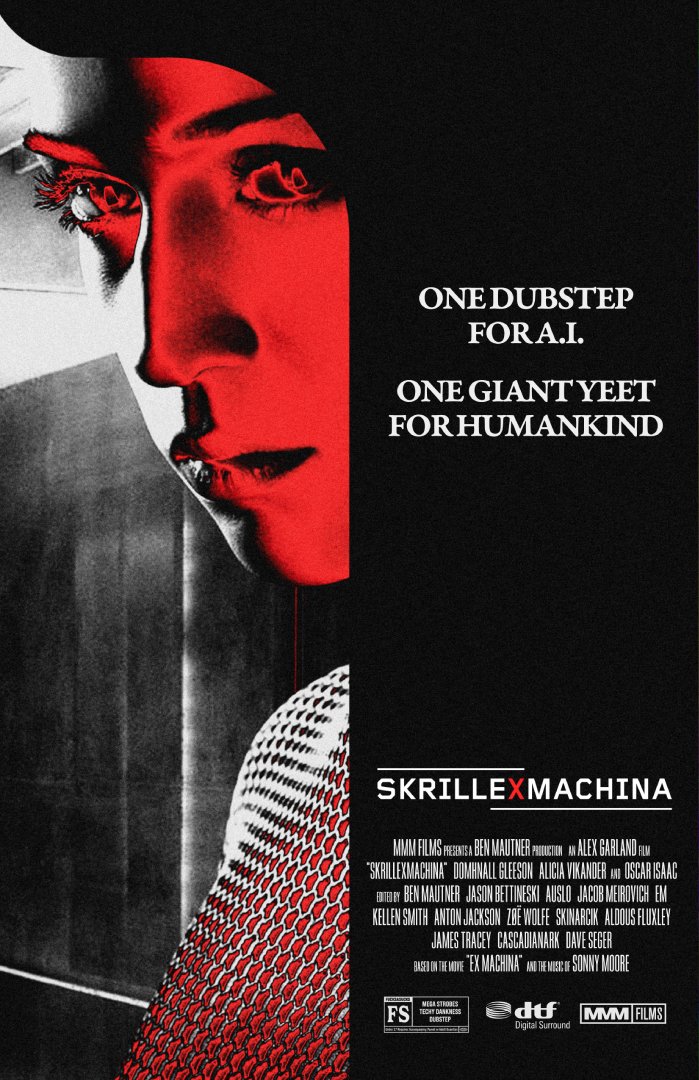 ONE DUBSTEP
FOR A.I.
ONE GIANT YEET
FOR HUMANKIND
SKRILLEXMACHINA
MMM FILMS PRESENTS A BEN MAUTNER PRODUCTION AN ALEX GARLAND FILM
"SKRILLEXMACHINA" DOMHNALL GLEESON ALICIA VIKANDER AND OSCAR ISAAC
EDITED BY BEN MAUTNER JASON BETTINESKI AUSLO JACOB MEIROVICH EM
KELLEN SMITH ANTON JACKSON ZØË WOLFE SKINARCIK ALDOUS FLUXLEY
JAMES TRACEY CASCADIANARK DAVE SEGER
BASED ON THE MOVIE "EX MACHINA" AND THE MUSIC OF SONNY MOORE
FS
MEGA STROBES
TECHY DANKNESS
DUBSTEP
dtf
Digital Surround
MMM FILMS